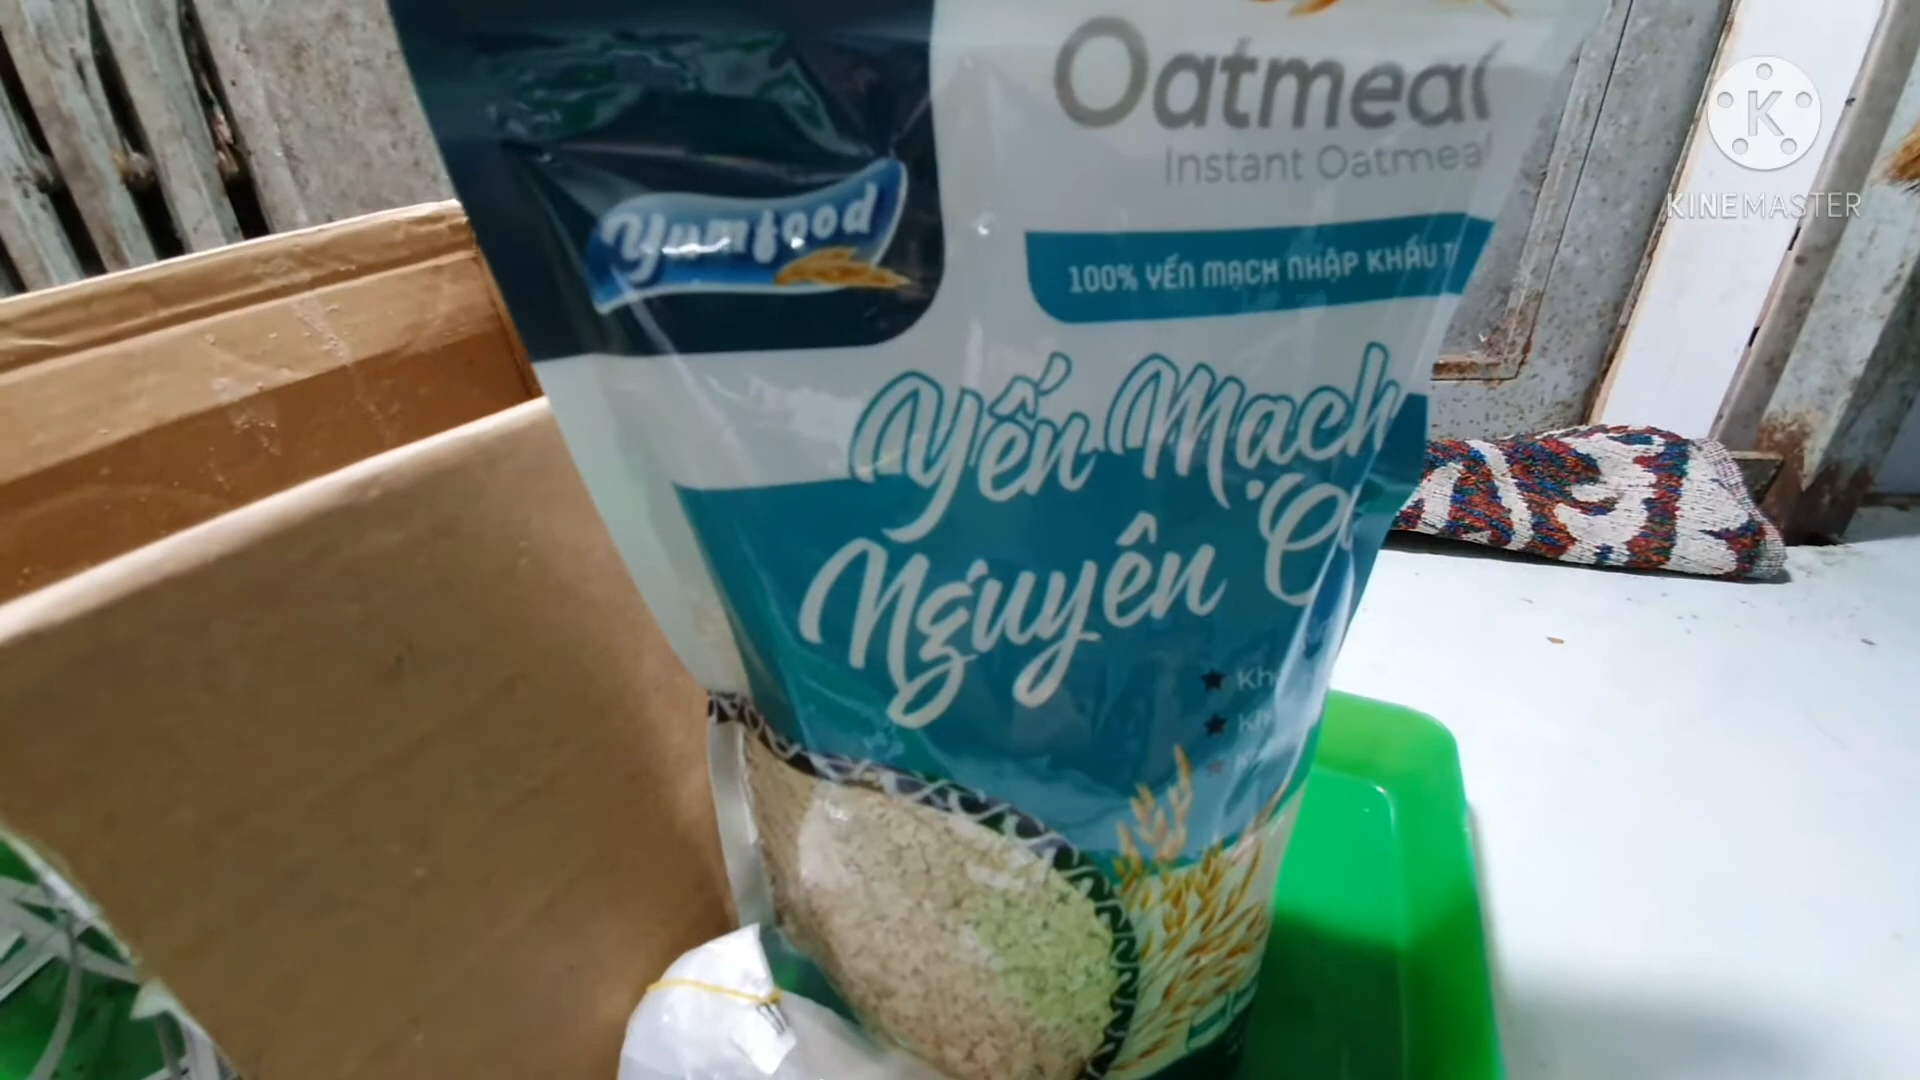 Oatmeal
Instant Oatmeal
yumfood
100% YẾN MẠCH NHẬP KHẨU
Yến Mạch
Nguyên
K
KINEMASTER